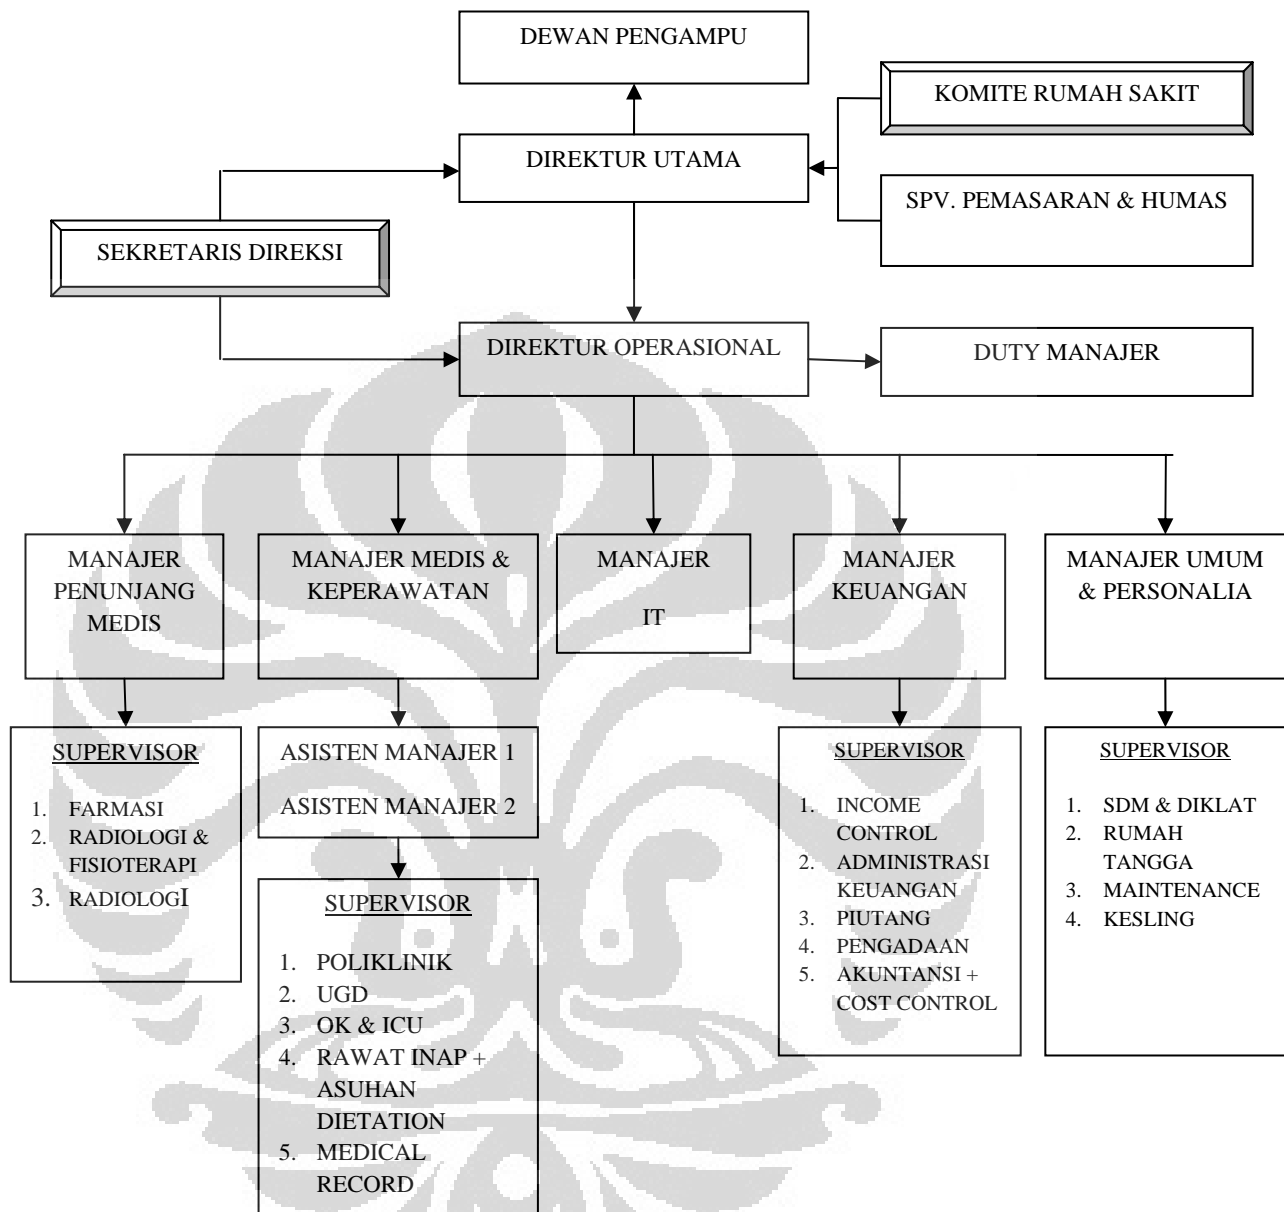 DEWAN PENGAMPU
KOMITE RUMAH SAKIT
DIREKTUR UTAMA
SPV. PEMASARAN & HUMAS
SEKRETARIS DIREKSI
DIREKTUR OPERASIONAL
DUTY MANAJER
MANAJER
PENUNJANG
MEDIS
MANAJER MEDIS &
KEPERAWATAN
MANAJER
IT
MANAJER
KEUANGAN
MANAJER UMUM
& PERSONALIA
SUPERVISOR
1. FARMASI
2. RADIOLOGI &
FISIOTERAPI
3. RADIOLOGI
ASISTEN MANAJER 1
ASISTEN MANAJER 2
SUPERVISOR
1. POLIKLINIK
2. UGD
3. OK & ICU
4. RAWAT INAP +
ASUHAN
DIETATION
5. MEDICAL
RECORD
SUPERVISOR
1. INCOME
CONTROL
2. ADMINISTRASI
KEUANGAN
3. PIUTANG
4. PENGADAAN
5. AKUNTANSI +
COST CONTROL
SUPERVISOR
1. SDM & DIKLAT
2. RUMAH
TANGGA
3. MAINTENANCE
4. KESLING